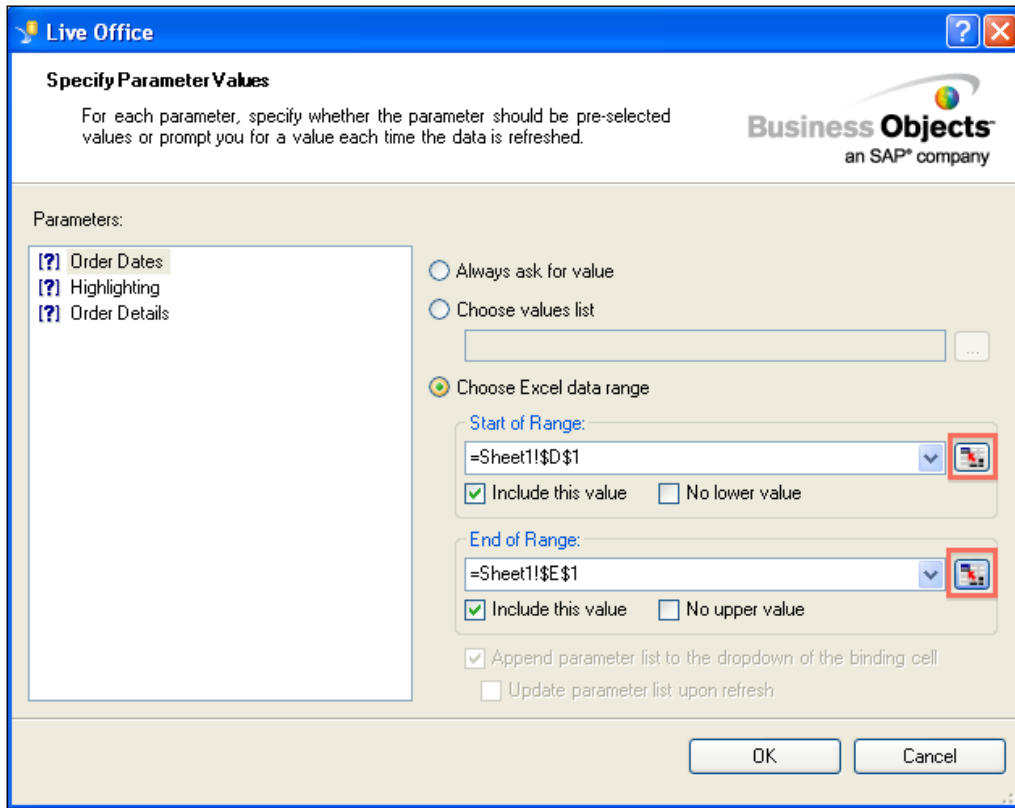 Live Office
Specify Parameter Values
For each parameter, specify whether the parameter should be pre-selected
values or prompt you for a value each time the data is refreshed.
Business Objects
an SAP® company
Parameters:
[?] Order Dates
[?] Highlighting
[?] Order Details
Always ask for value
Choose values list
...
Choose Excel data range
Start of Range:
=Sheet1!$D$1
Include this value
No lower value
End of Range:
=Sheet1!$E$1
Include this value
No upper value
Append parameter list to the dropdown of the binding cell
Update parameter list upon refresh
OK
Cancel